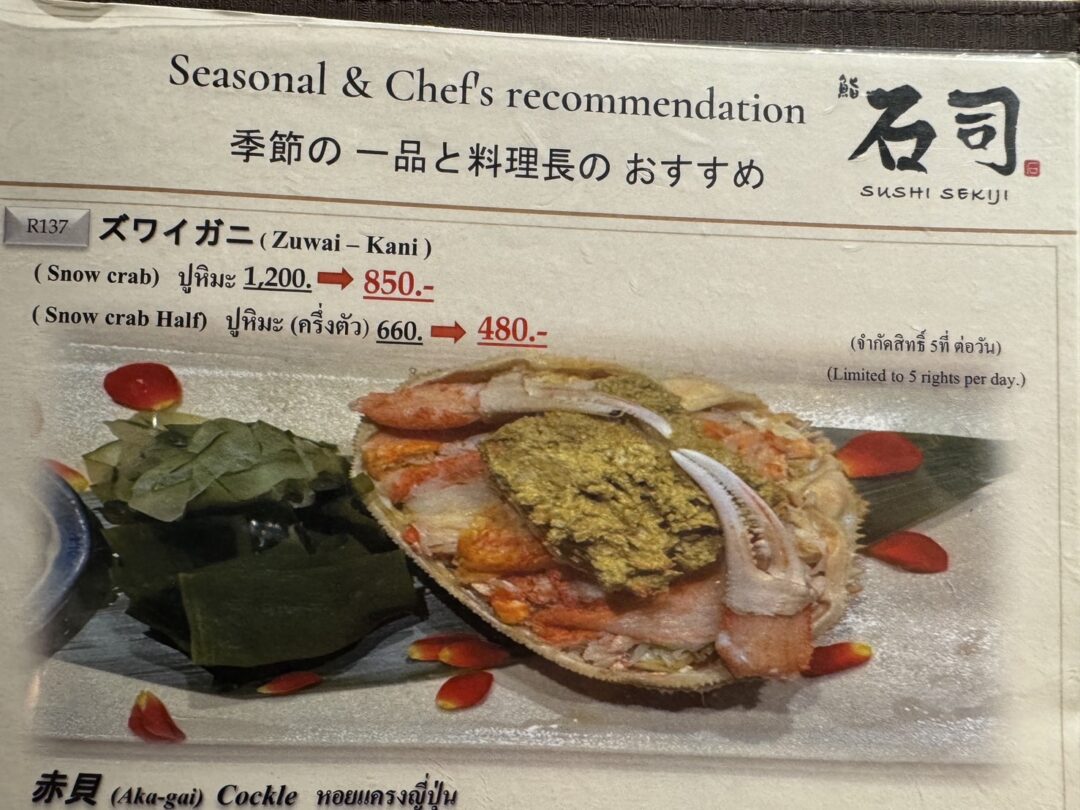 Seasonal & Chef's recommendation
季節の 一品と料理長の おすすめ
鮨 石司
石
SUSHI SEKIJI
R137 ズワイガニ ( Zuwai – Kani )
( Snow crab) ปูหิมะ 1,200. 850.-
( Snow crab Half) ปูหิมะ (ครึ่งตัว) 660. 480.-
(จำกัดสิทธิ์ 5ที่ ต่อวัน)
(Limited to 5 rights per day.)
赤貝 (Aka-gai) Cockle หอยแครงญี่ปุ่น